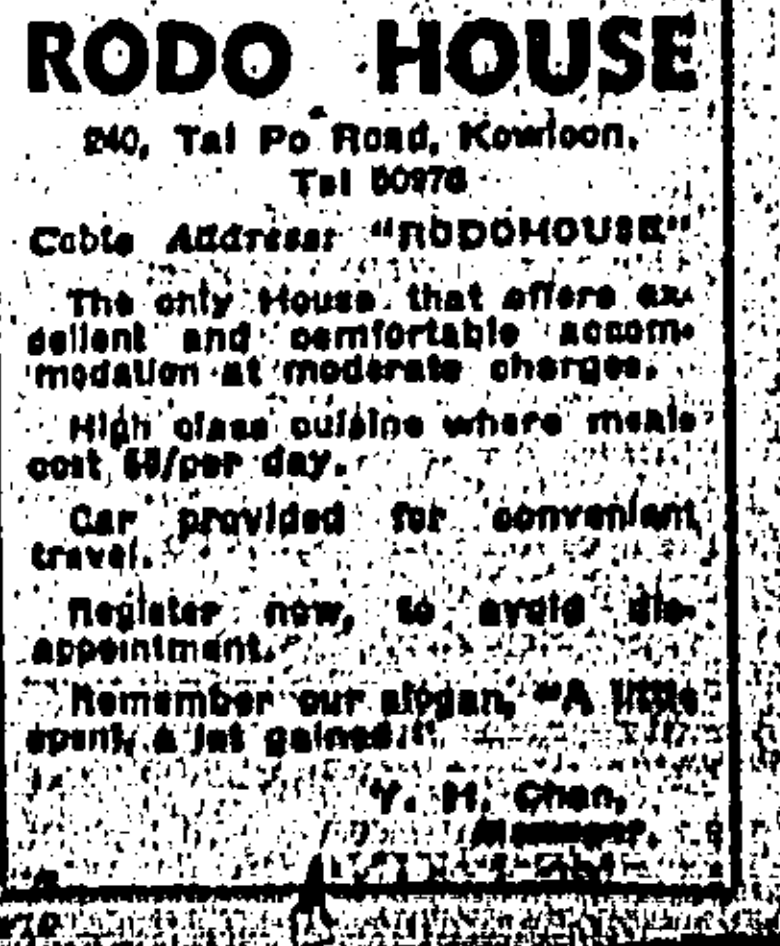 RODO HOUSE
240, Tai Po Road, Kowloon.
Tel
Cable Address: "RODOHOUSE"
The only House that offers ex-
cellent and comfortable accom-
modation at moderate charges.
High class cuisine where meals
cost per day.
Car provided for convenient
travel.
Register now, to avoid dis-
appointment.
Remember our slogan, "A little
spent, a lot gained."
Y. H. Chan,
Manager.